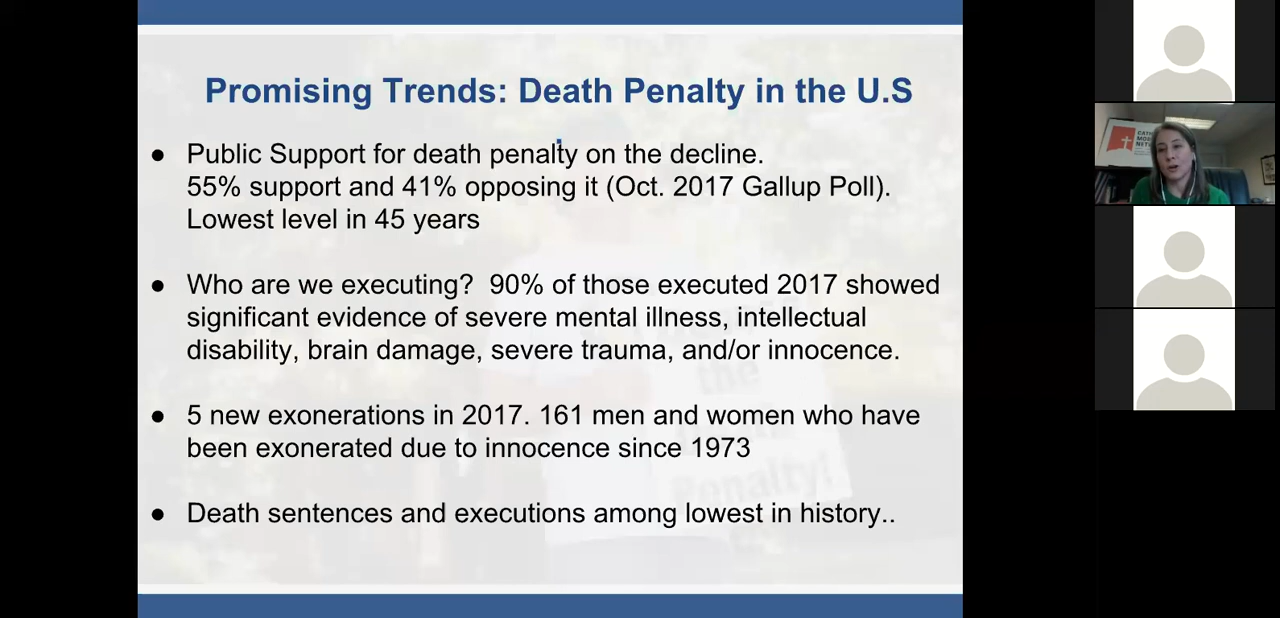 Promising Trends: Death Penalty in the U.S
● Public Support for death penalty on the decline.
55% support and 41% opposing it (Oct. 2017 Gallup Poll).
Lowest level in 45 years
● Who are we executing?  90% of those executed 2017 showed
significant evidence of severe mental illness, intellectual
disability, brain damage, severe trauma, and/or innocence.
● 5 new exonerations in 2017. 161 men and women who have
been exonerated due to innocence since 1973
● Death sentences and executions among lowest in history..
the
Penalty!